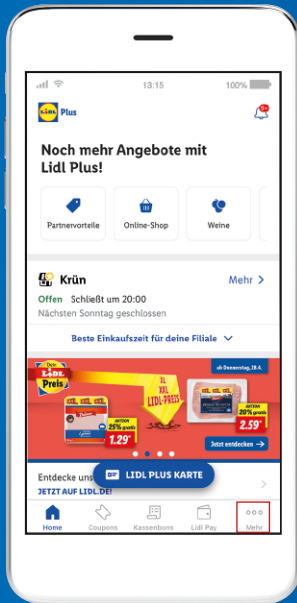 13:15
100%
LIDL Plus
9+
Noch mehr Angebote mit
Lidl Plus!
Partnervorteile
Online-Shop
Weine
Krün
Mehr
Offen Schließt um 20:00
Nächsten Sonntag geschlossen
Beste Einkaufszeit für deine Filiale
Dein
LIDL
Preis
XL
XXL
LIDL-PREIS
ab Donnerstag, 28.4.
AKTION
25% gratis
1.29*
AKTION
20% gratis
2.59*
Jetzt entdecken
Entdecke uns
JETZT AUF LIDL.DE!
LIDL PLUS KARTE
Home
Coupons
Kassenbons
Lidl Pay
Mehr